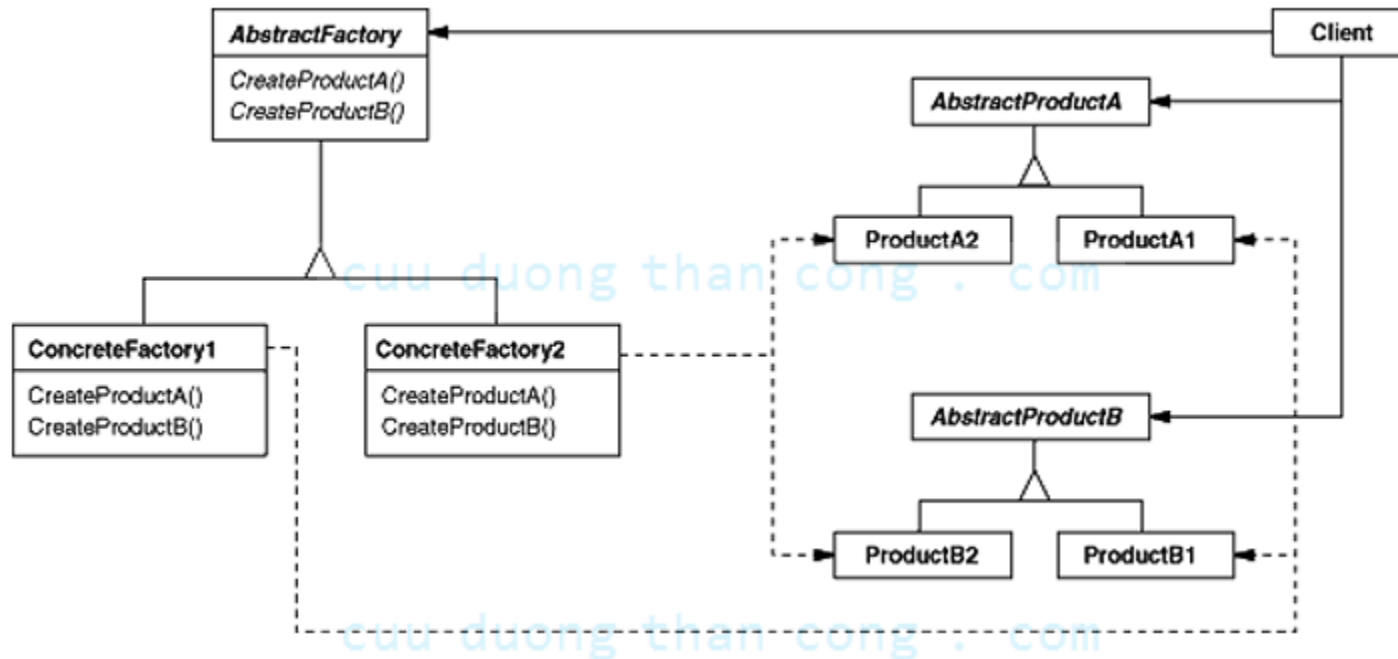 AbstractFactory
CreateProductA()
CreateProductB()
Client
AbstractProductA
ProductA2
ProductA1
cuu duong than cong . com
ConcreteFactory1
CreateProductA()
CreateProductB()
ConcreteFactory2
CreateProductA()
CreateProductB()
AbstractProductB
ProductB2
ProductB1
cuu duong than cong . com